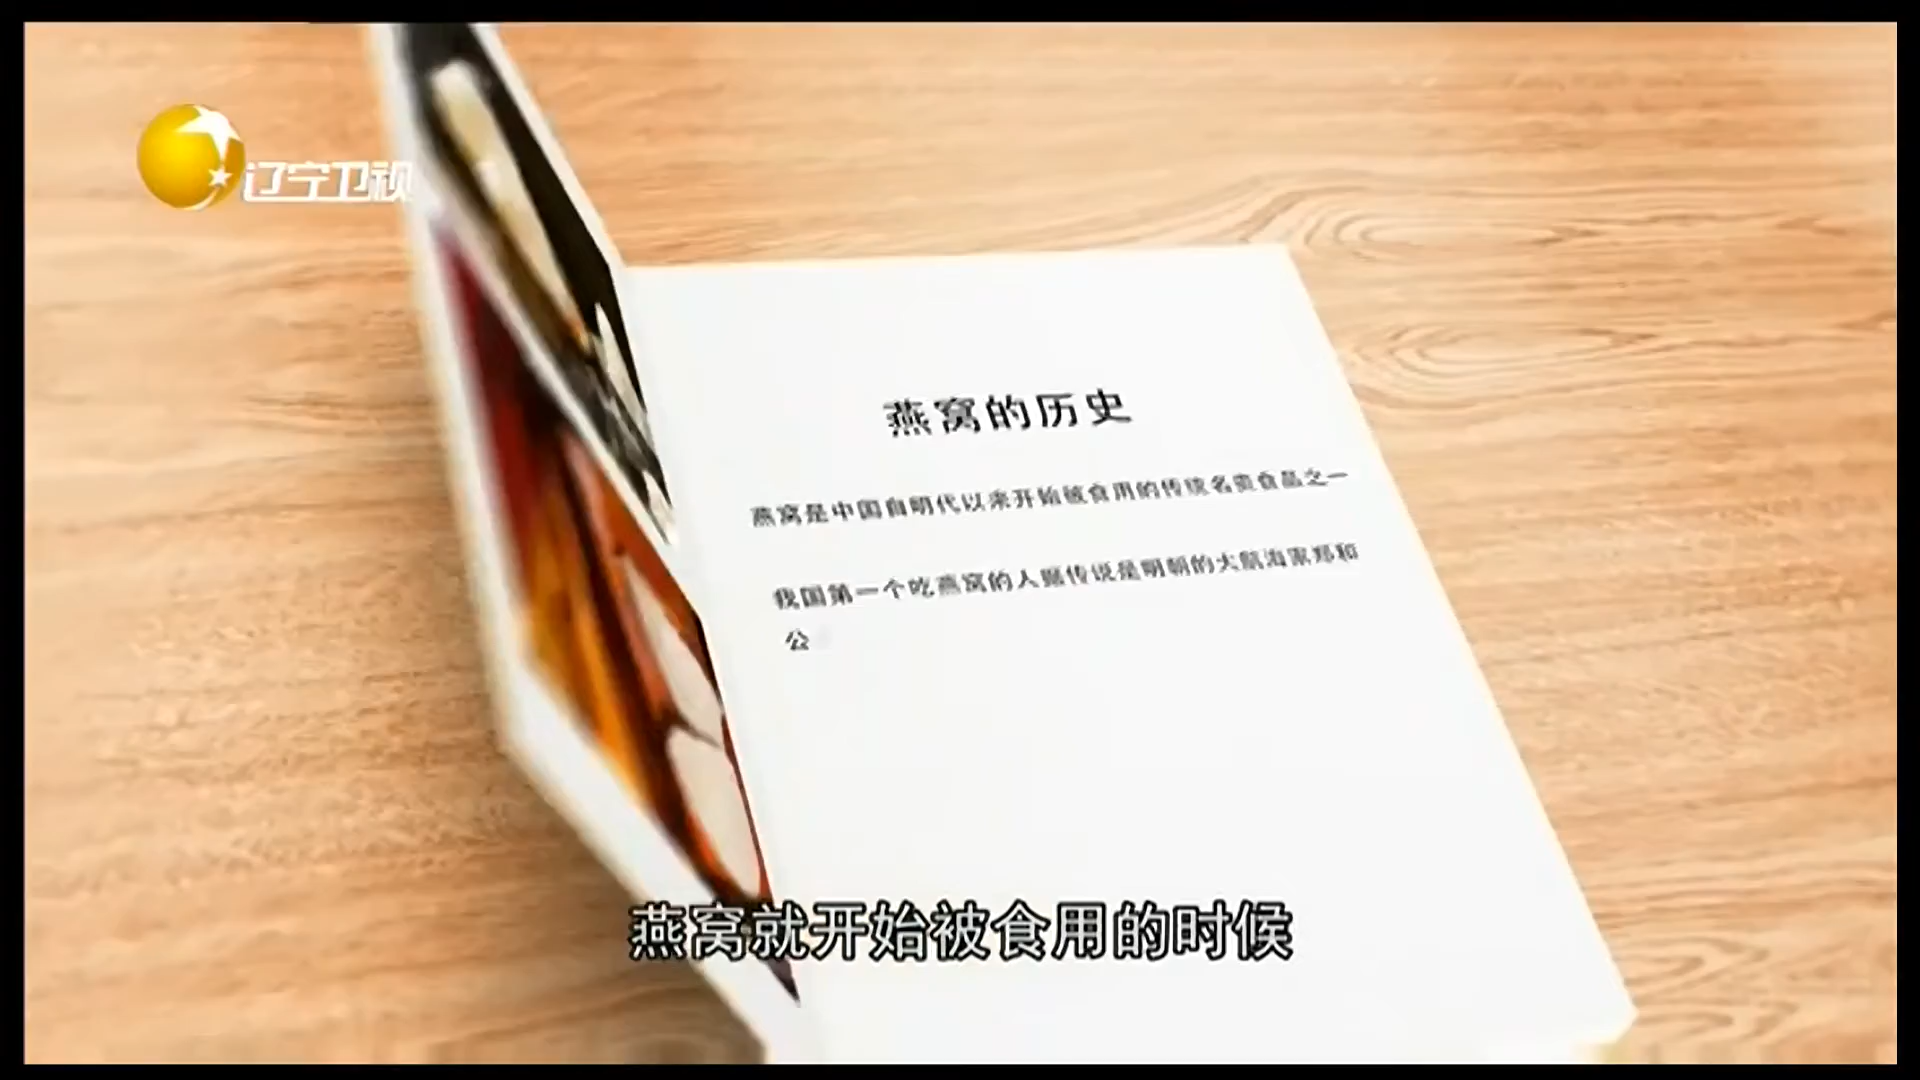 辽宁卫视
燕窝的历史
燕窝是中国自明代以来开始被食用的传统名贵食品之一
我国第一个吃燕窝的人据传说是明朝的大航海家郑和
公
燕窝就开始被食用的时候